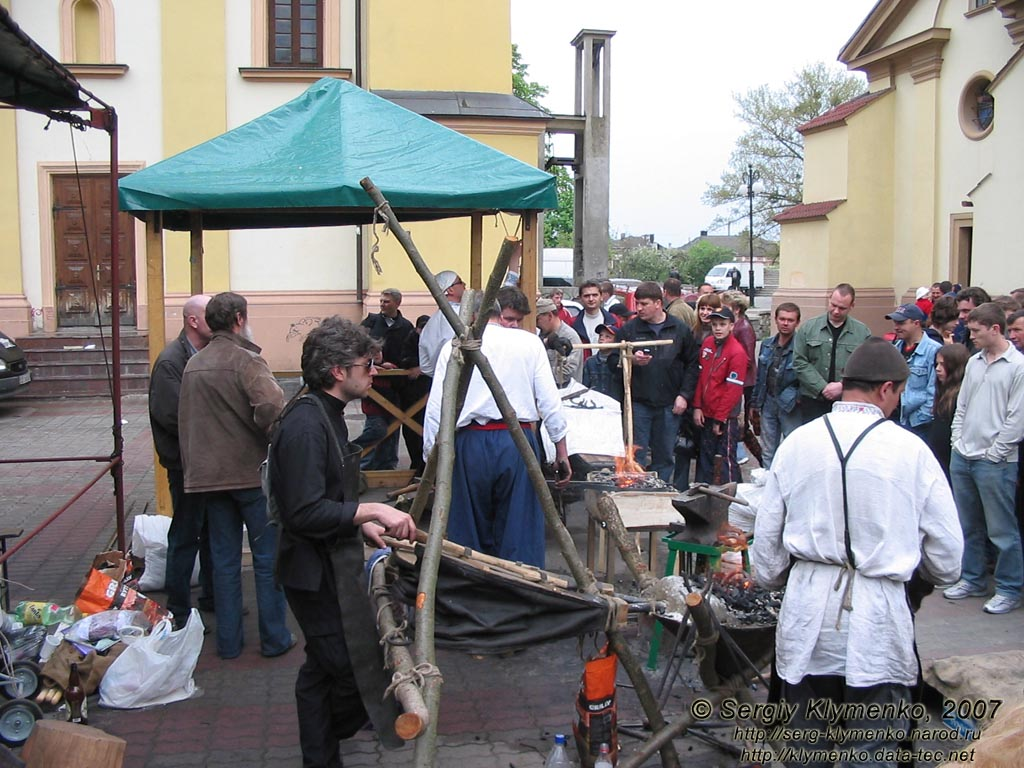 © Sergiy Klymenko, 2007
http://serg-klymenko.narod.ru
http://klymenko.data-tec.net